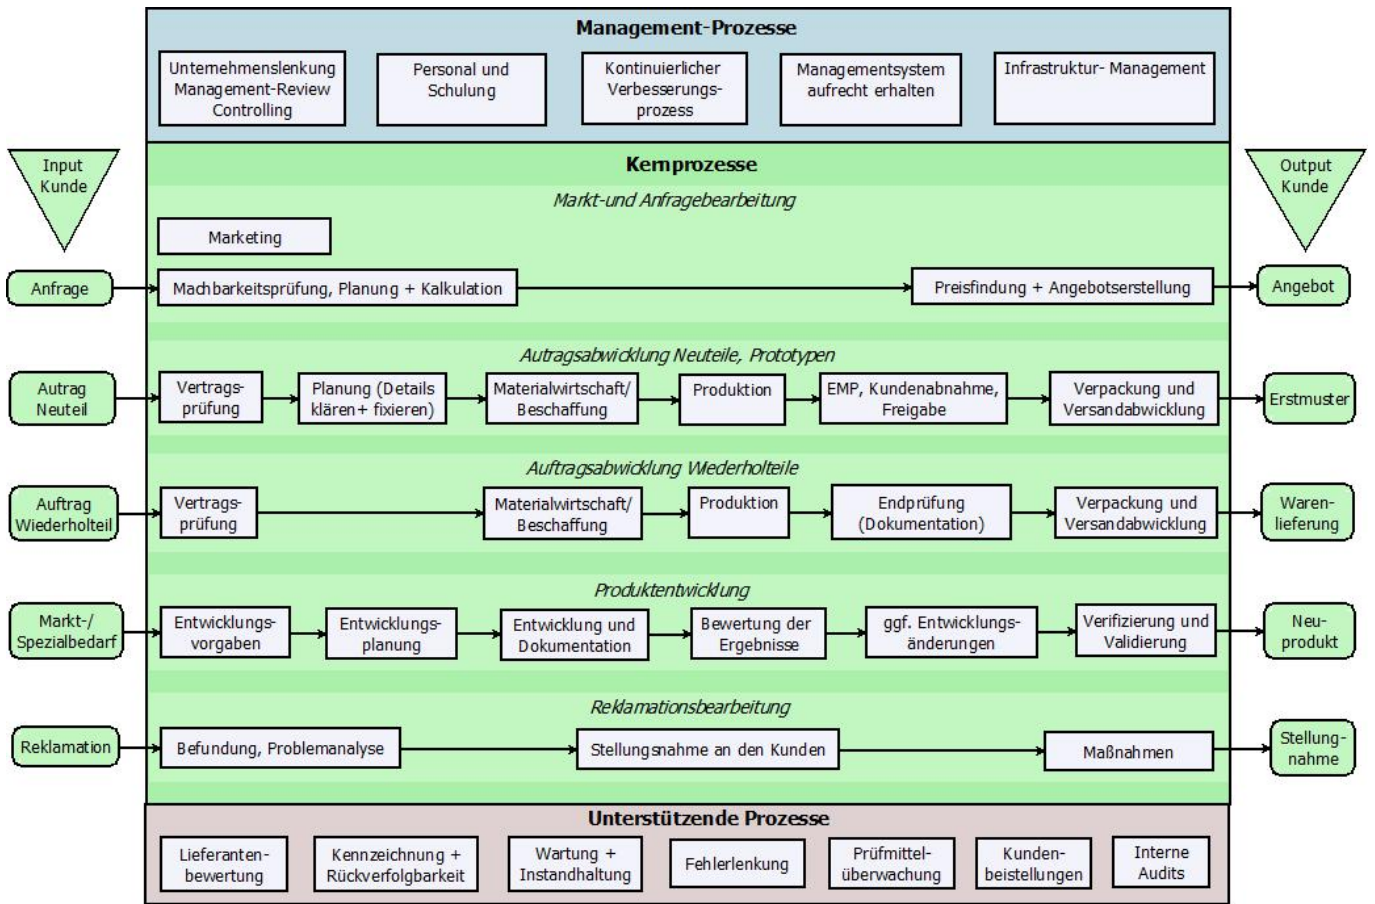 Management-Prozesse
Unternehmenslenkung
Management-Review
Controlling
Personal und
Schulung
Kontinuierlicher
Verbesserungs-
prozess
Managementsystem
aufrecht erhalten
Infrastruktur- Management
Input
Kunde
Output
Kunde
Kernprozesse
Markt-und Anfragebearbeitung
Marketing
Anfrage
Machbarkeitsprüfung, Planung + Kalkulation
Preisfindung + Angebotserstellung
Angebot
Autragsabwicklung Neuteile, Prototypen
Autrag
Neuteil
Vertrags-
prüfung
Planung (Details
klären+ fixieren)
Materialwirtschaft/
Beschaffung
Produktion
EMP, Kundenabnahme,
Freigabe
Verpackung und
Versandabwicklung
Erstmuster
Auftragsabwicklung Wiederholteile
Auftrag
Wiederholteil
Vertrags-
prüfung
Materialwirtschaft/
Beschaffung
Produktion
Endprüfung
(Dokumentation)
Verpackung und
Versandabwicklung
Waren-
lieferung
Produktentwicklung
Markt-/
Spezialbedarf
Entwicklungs-
vorgaben
Entwicklungs-
planung
Entwicklung und
Dokumentation
Bewertung der
Ergebnisse
ggf. Entwicklungs-
änderungen
Verifizierung und
Validierung
Neu-
produkt
Reklamationsbearbeitung
Reklamation
Befundung, Problemanalyse
Stellungsnahme an den Kunden
Maßnahmen
Stellung-
nahme
Unterstützende Prozesse
Lieferanten-
bewertung
Kennzeichnung +
Rückverfolgbarkeit
Wartung +
Instandhaltung
Fehlerlenkung
Prüfmittel-
überwachung
Kunden-
beistellungen
Interne
Audits